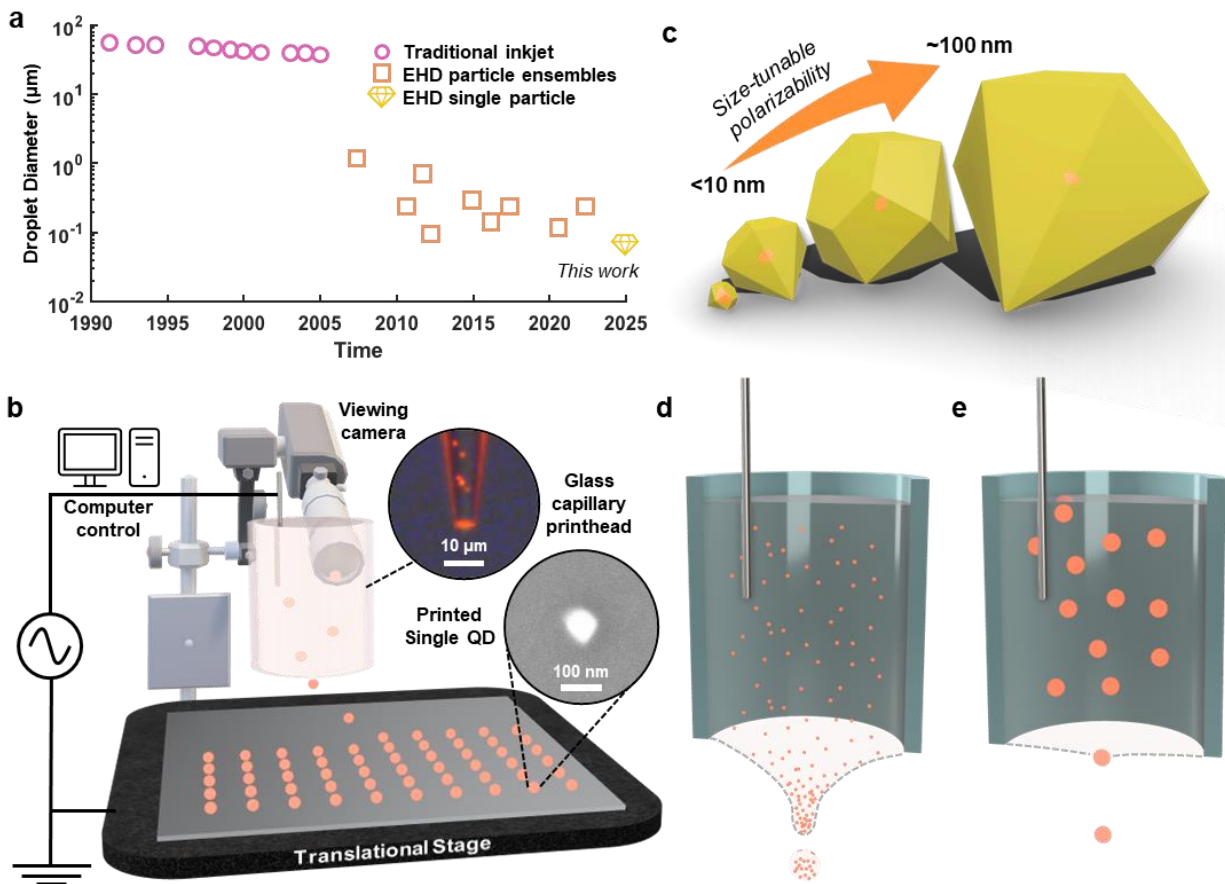 a
10²
10¹
10⁰
10⁻¹
10⁻²
Droplet Diameter (µm)
Traditional inkjet
EHD particle ensembles
EHD single particle
This work
1990
1995
2000
2005
2010
2015
2020
2025
Time
c
~100 nm
Size-tunable
polarizability
<10 nm
b
Viewing
camera
Computer
control
10 µm
Glass
capillary
printhead
Printed
Single QD
100 nm
Translational Stage
d
e